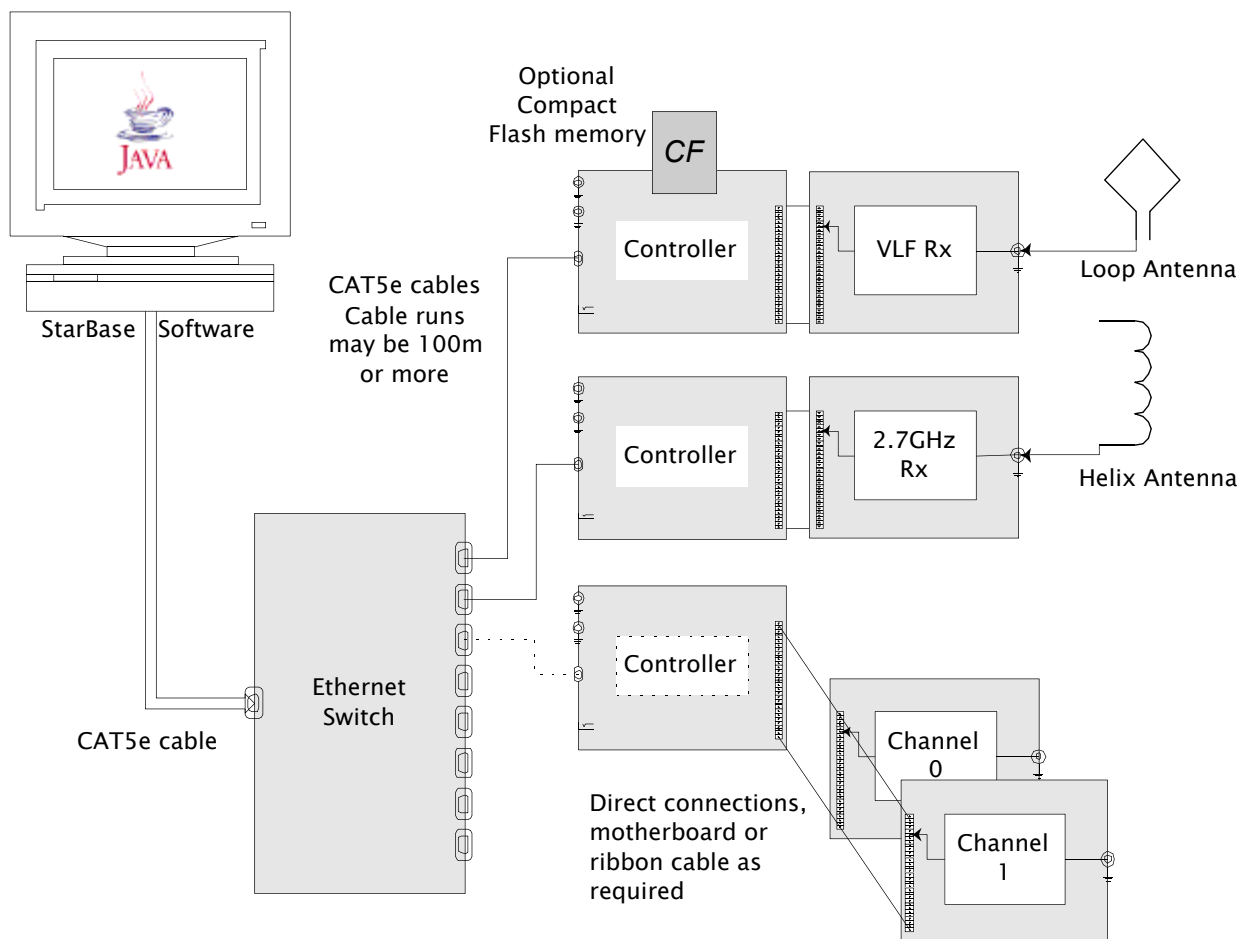 JAVA
StarBase Software
Optional
Compact
Flash memory
CF
Controller
VLF Rx
Loop Antenna
CAT5e cables
Cable runs
may be 100m
or more
Controller
2.7GHz
Rx
Helix Antenna
Ethernet
Switch
CAT5e cable
Controller
Direct connections,
motherboard or
ribbon cable as
required
Channel
0
Channel
1